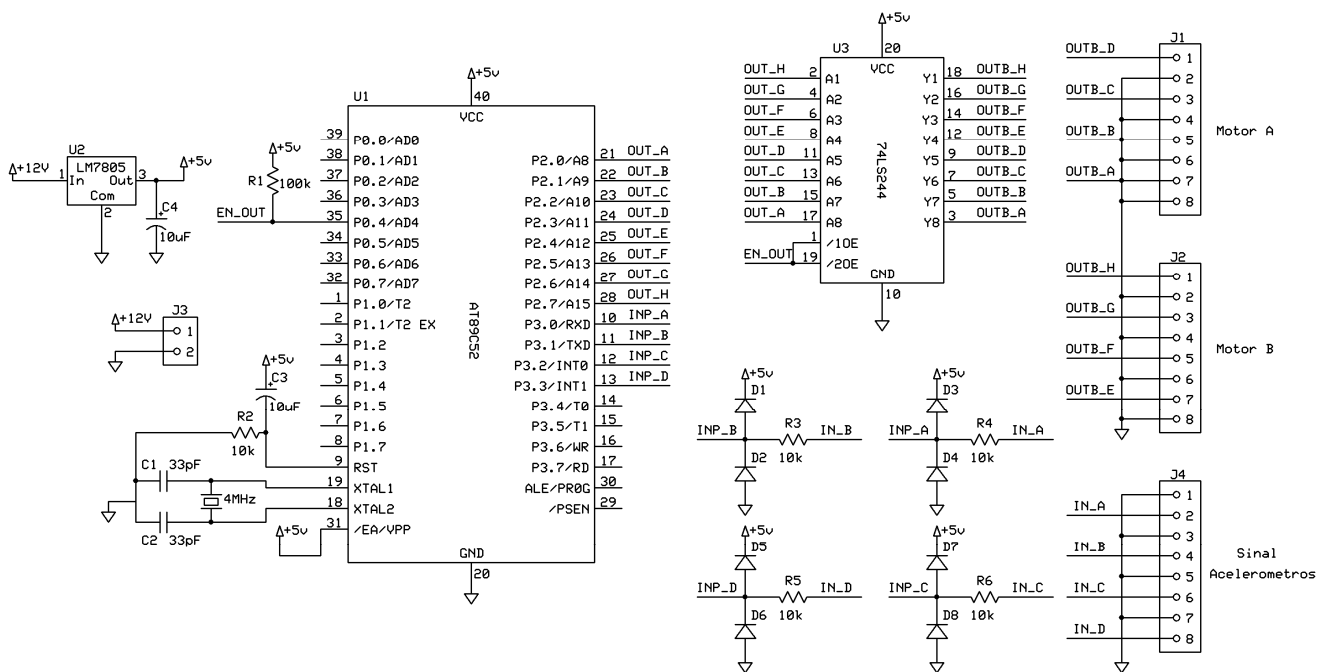 U2
+12V
1
In
LM7805
Out
3
+5v
Com
2
+
C4
10uF
J3
+12V
1
2
U1
+5v
40
VCC
+5v
R1
100k
EN_OUT
39 P0.0/AD0
38 P0.1/AD1
37 P0.2/AD2
36 P0.3/AD3
35 P0.4/AD4
34 P0.5/AD5
33 P0.6/AD6
32 P0.7/AD7
1 P1.0/T2
2 P1.1/T2 EX
3 P1.2
4 P1.3
5 P1.4
6 P1.5
7 P1.6
8 P1.7
9 RST
19 XTAL1
18 XTAL2
31 /EA/VPP
AT89C52
P2.0/A8 21 OUT_A
P2.1/A9 22 OUT_B
P2.2/A10 23 OUT_C
P2.3/A11 24 OUT_D
P2.4/A12 25 OUT_E
P2.5/A13 26 OUT_F
P2.6/A14 27 OUT_G
P2.7/A15 28 OUT_H
P3.0/RXD 10 INP_A
P3.1/TXD 11 INP_B
P3.2/INT0 12 INP_C
P3.3/INT1 13 INP_D
P3.4/T0 14
P3.5/T1 15
P3.6/WR 16
P3.7/RD 17
ALE/PROG 30
/PSEN 29
GND
20
+5v
+
C3
10uF
R2
10k
C1 33pF
4MHz
C2 33pF
+5v
U3
+5v
20
VCC
OUT_H 2 A1
OUT_G 4 A2
OUT_F 6 A3
OUT_E 8 A4
OUT_D 11 A5
OUT_C 13 A6
OUT_B 15 A7
OUT_A 17 A8
1 /1OE
EN_OUT 19 /2OE
74LS244
Y1 18 OUTB_H
Y2 16 OUTB_G
Y3 14 OUTB_F
Y4 12 OUTB_E
Y5 9 OUTB_D
Y6 7 OUTB_C
Y7 5 OUTB_B
Y8 3 OUTB_A
GND
10
J1
OUTB_D 1
2
OUTB_C 3
4
OUTB_B 5
6
OUTB_A 7
8
Motor A
J2
OUTB_H 1
2
OUTB_G 3
4
OUTB_F 5
6
OUTB_E 7
8
Motor B
+5v
D1
INP_B
R3
IN_B
D2
10k
+5v
D3
INP_A
R4
IN_A
D4
10k
+5v
D5
INP_D
R5
IN_D
D6
10k
+5v
D7
INP_C
R6
IN_C
D8
10k
J4
1
IN_A 2
3
IN_B 4
5
IN_C 6
7
IN_D 8
Sinal
Acelerometros